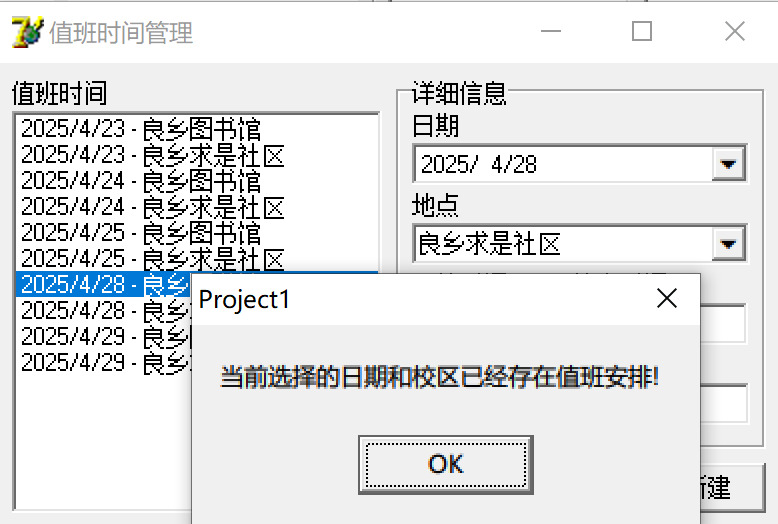 值班时间管理
值班时间
2025/4/23 - 良乡图书馆
2025/4/23 - 良乡求是社区
2025/4/24 - 良乡图书馆
2025/4/24 - 良乡求是社区
2025/4/25 - 良乡图书馆
2025/4/25 - 良乡求是社区
2025/4/28 - 良乡
2025/4/28 - 良乡
2025/4/29 - 良乡
2025/4/29 - 良乡
详细信息
日期
2025/ 4/28
地点
良乡求是社区
Project1
当前选择的日期和校区已经存在值班安排!
OK
建